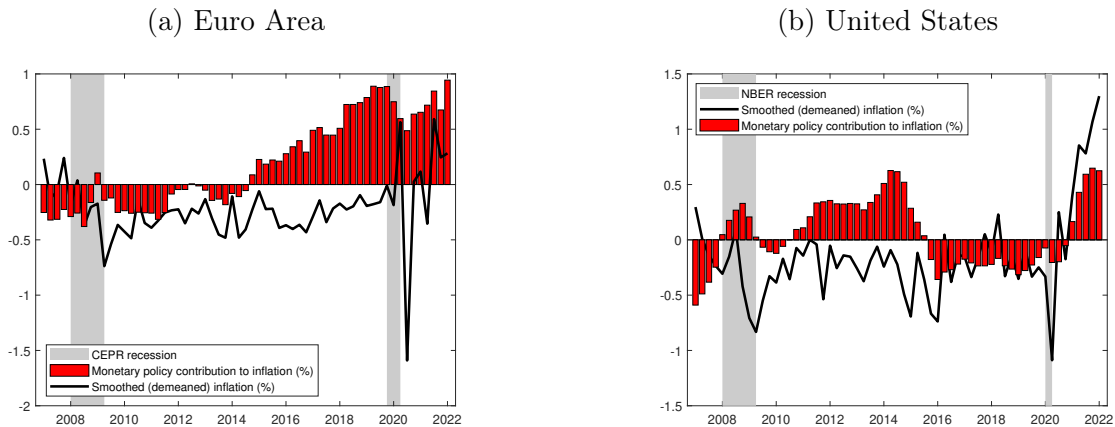 (a) Euro Area
1
0.5
0
-0.5
-1
-1.5
-2
CEPR recession
Monetary policy contribution to inflation (%)
Smoothed (demeaned) inflation (%)
2008 2010 2012 2014 2016 2018 2020 2022
(b) United States
1.5
1
0.5
0
-0.5
-1
-1.5
NBER recession
Smoothed (demeaned) inflation (%)
Monetary policy contribution to inflation (%)
2008 2010 2012 2014 2016 2018 2020 2022